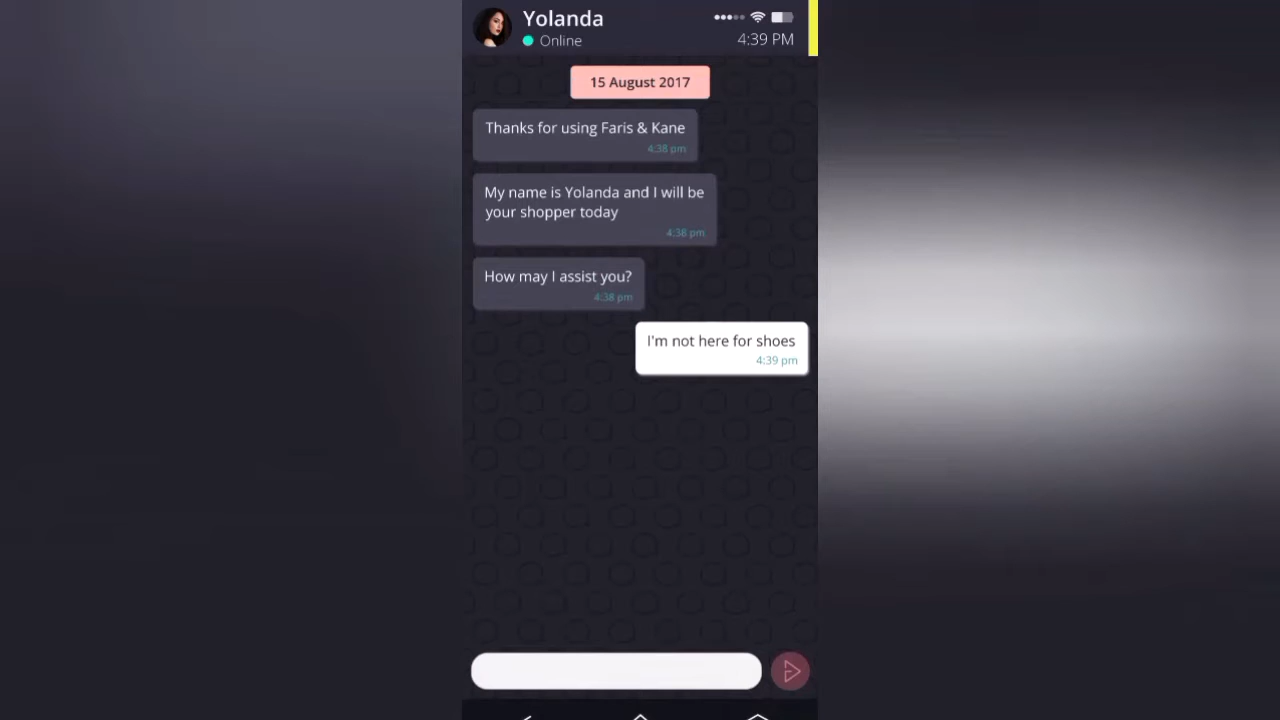 Yolanda
Online
4:39 PM
15 August 2017
Thanks for using Faris & Kane
4:38 pm
My name is Yolanda and I will be
your shopper today
4:38 pm
How may I assist you?
4:38 pm
I'm not here for shoes
4:39 pm